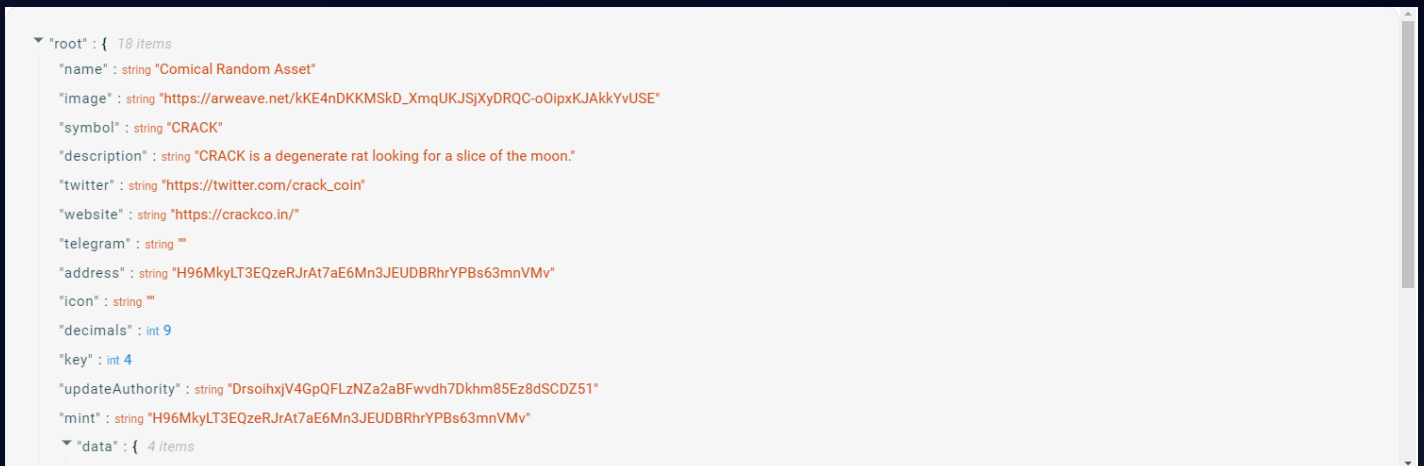 "root" : { 18 items
"name" : string "Comical Random Asset"
"image" : string "https://arweave.net/kKE4nDKKMSkD_XmqUKJSjXyDRQC-oOipxKJAkkYvUSE"
"symbol" : string "CRACK"
"description" : string "CRACK is a degenerate rat looking for a slice of the moon."
"twitter" : string "https://twitter.com/crack_coin"
"website" : string "https://crackco.in/"
"telegram" : string ""
"address" : string "H96MkyLT3EQzeRJrAt7aE6Mn3JEUDBRhrYPBs63mnVMv"
"icon" : string ""
"decimals" : int 9
"key" : int 4
"updateAuthority" : string "DrsoihxjV4GpQFLzNZa2aBFwvdh7Dkhm85Ez8dSCDZ51"
"mint" : string "H96MkyLT3EQzeRJrAt7aE6Mn3JEUDBRhrYPBs63mnVMv"
"data" : { 4 items